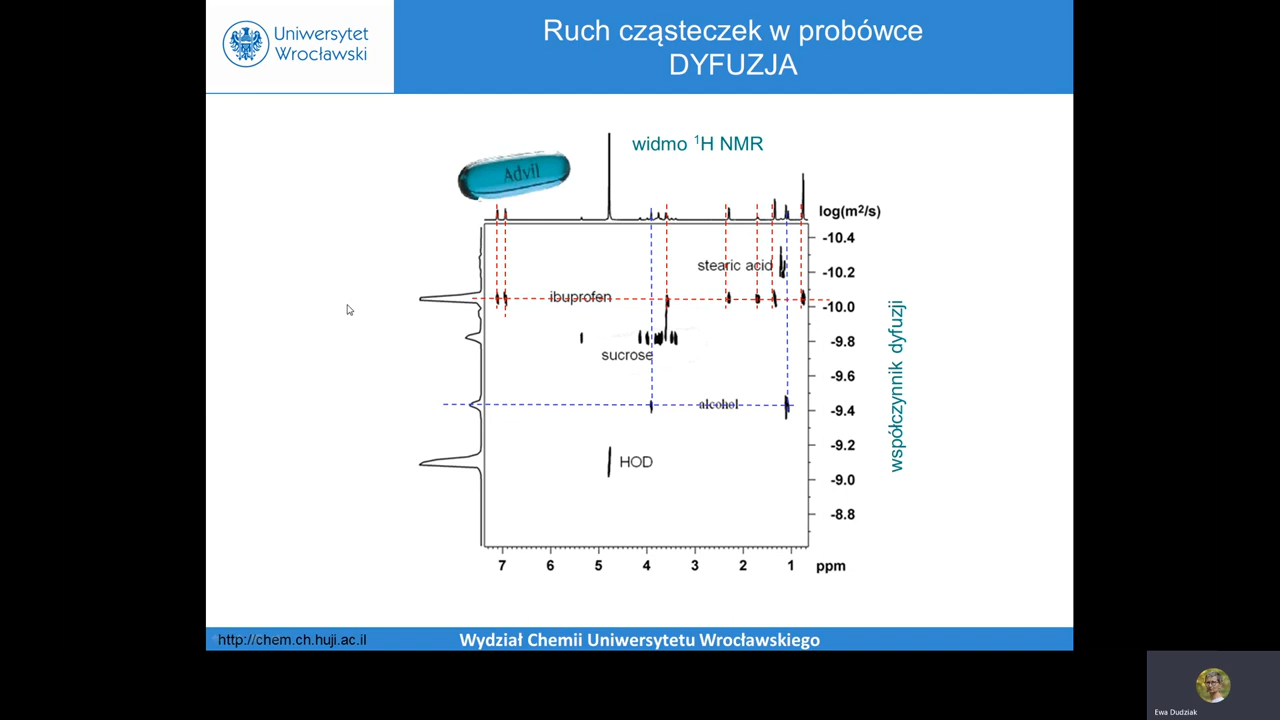 Uniwersytet
Wrocławski
Ruch cząsteczek w probówce
DYFUZJA
widmo ¹H NMR
Advil
log(m²/s)
-10.4
stearic acid
-10.2
ibuprofen
-10.0
-9.8
sucrose
-9.6
alcohol
-9.4
-9.2
HOD
-9.0
-8.8
współczynnik dyfuzji
7 6 5 4 3 2 1 ppm
http://chem.ch.huji.ac.il
Wydział Chemii Uniwersytetu Wrocławskiego
Ewa Dudziak